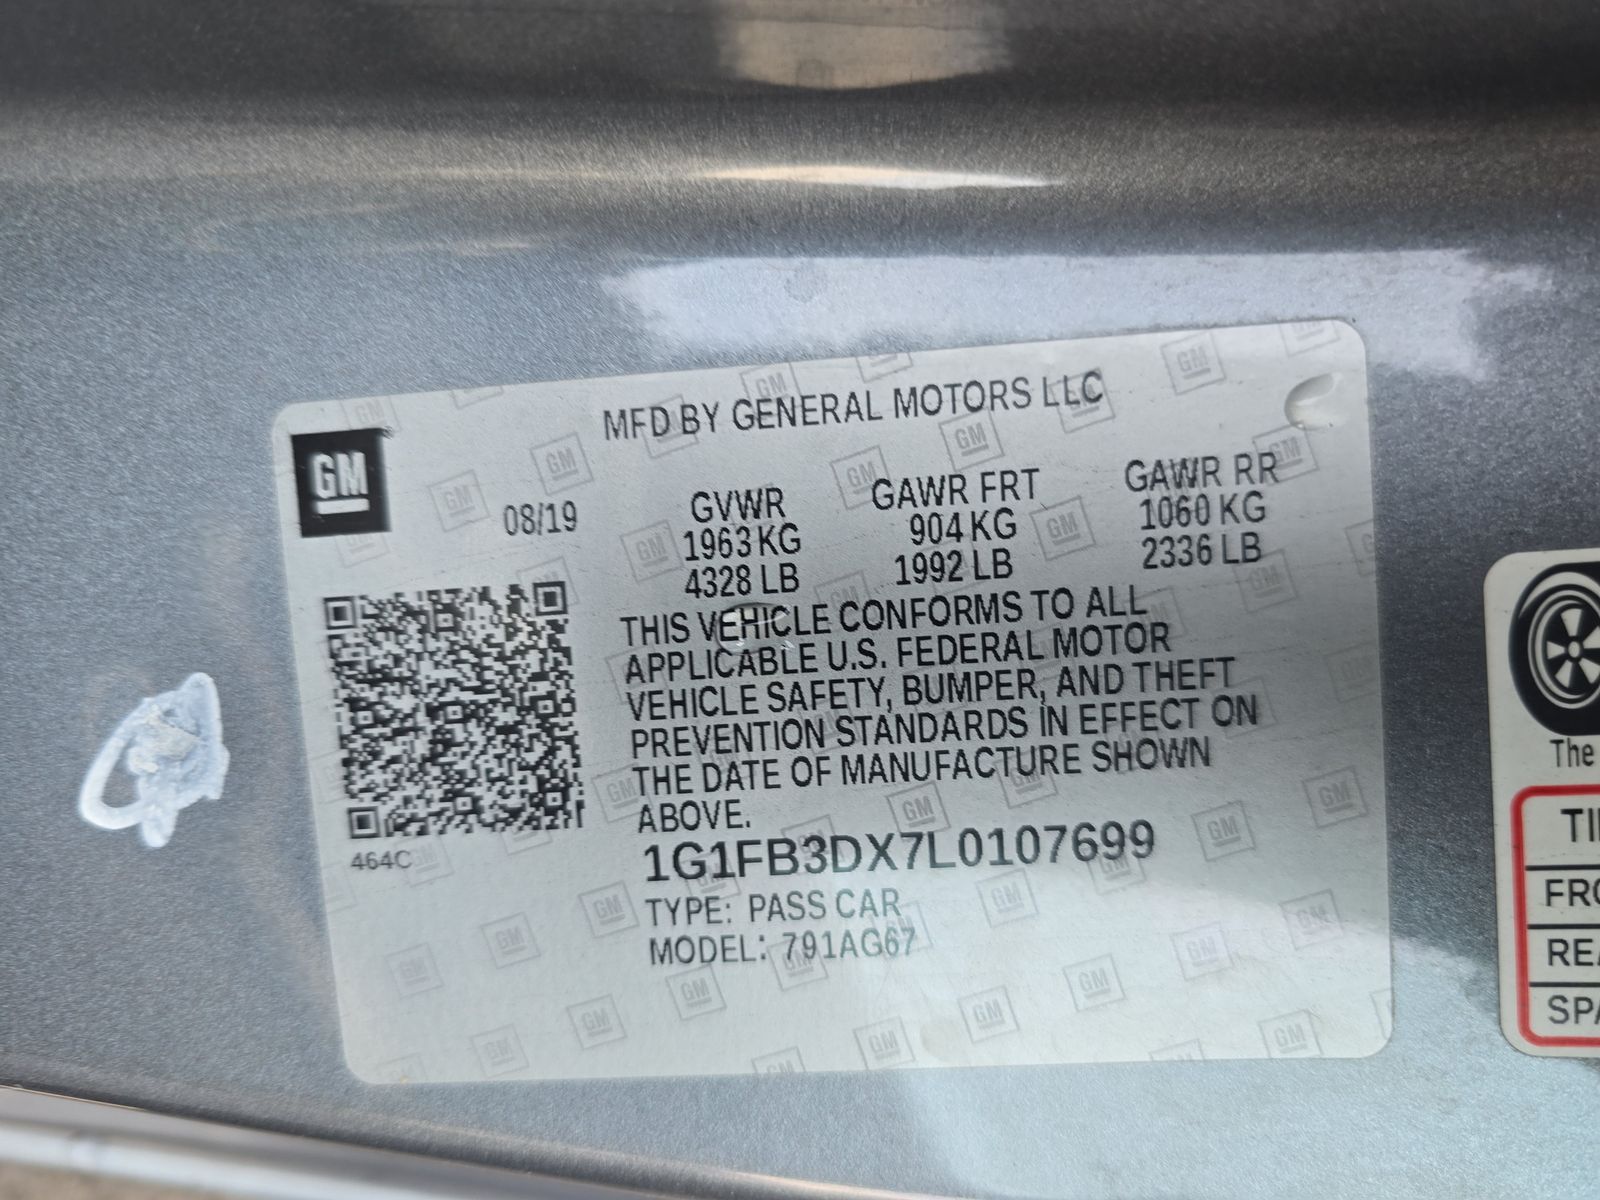 MFD BY GENERAL MOTORS LLC
GM
08/19
GVWR
1963 KG
4328 LB
GAWR FRT
904 KG
1992 LB
GAWR RR
1060 KG
2336 LB
THIS VEHICLE CONFORMS TO ALL
APPLICABLE U.S. FEDERAL MOTOR
VEHICLE SAFETY, BUMPER, AND THEFT
PREVENTION STANDARDS IN EFFECT ON
THE DATE OF MANUFACTURE SHOWN
ABOVE.
464C
1G1FB3DX7L0107699
TYPE: PASS CAR
MODEL: 791AG67
The
TI
FRO
REA
SPA